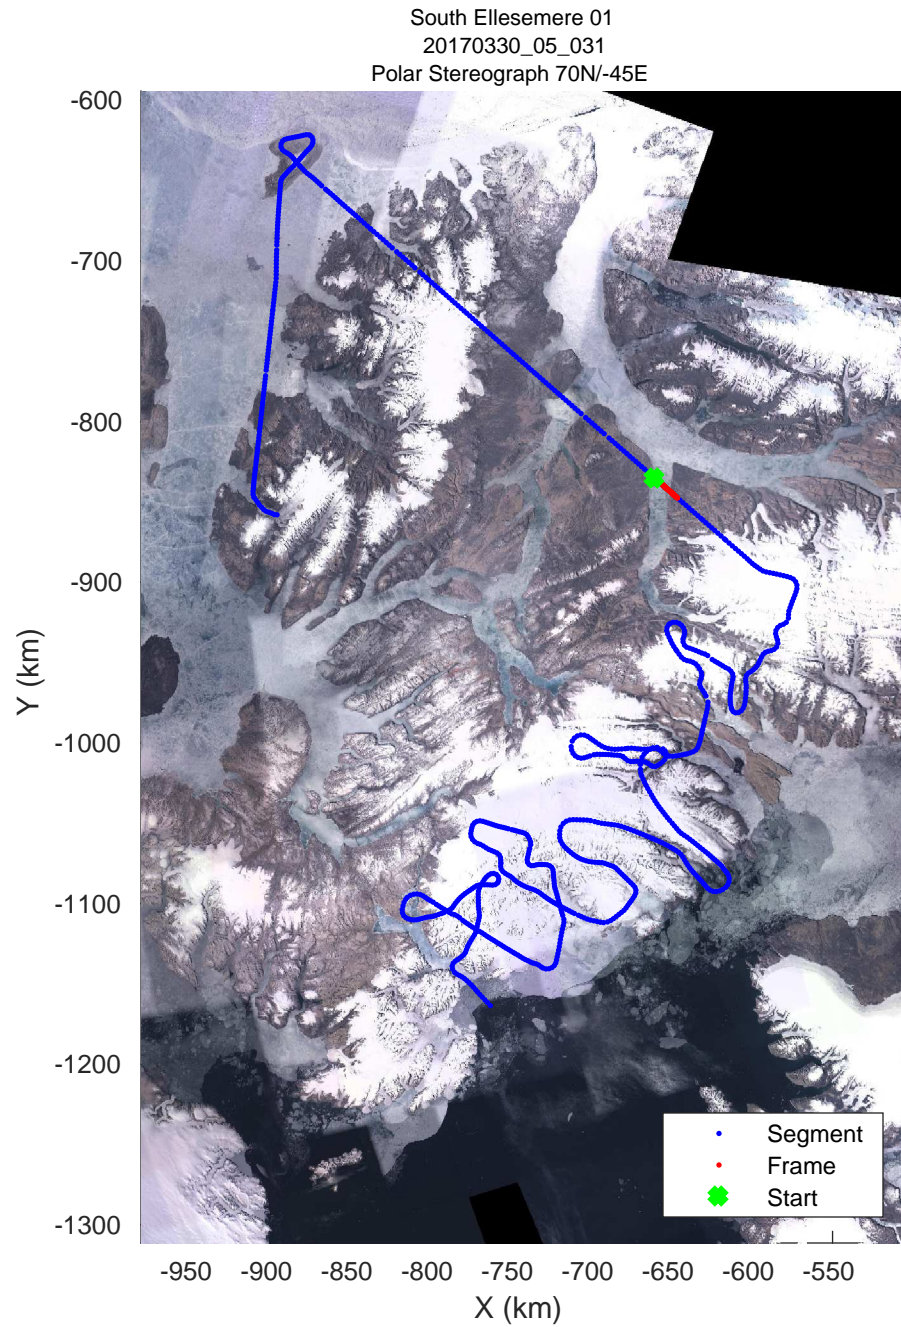 South Ellesemere 01
20170330_05_031
Polar Stereograph 70N/-45E
-600
-700
-800
-900
-1000
-1100
-1200
-1300
Y (km)
Segment
Frame
Start
-950 -900 -850 -800 -750 -700 -650 -600 -550
X (km)